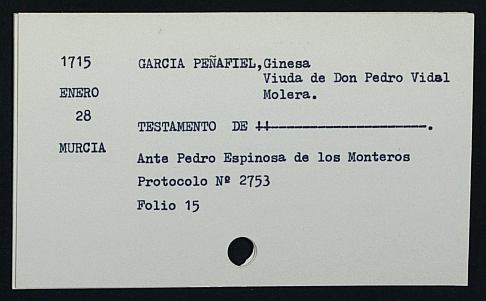 1715 GARCIA PEÑAFIEL,Ginesa
Viuda de Don Pedro Vidal
ENERO Molera.
28
TESTAMENTO DE "---------------------.
MURCIA
Ante Pedro Espinosa de los Monteros
Protocolo Nº 2753
Folio 15